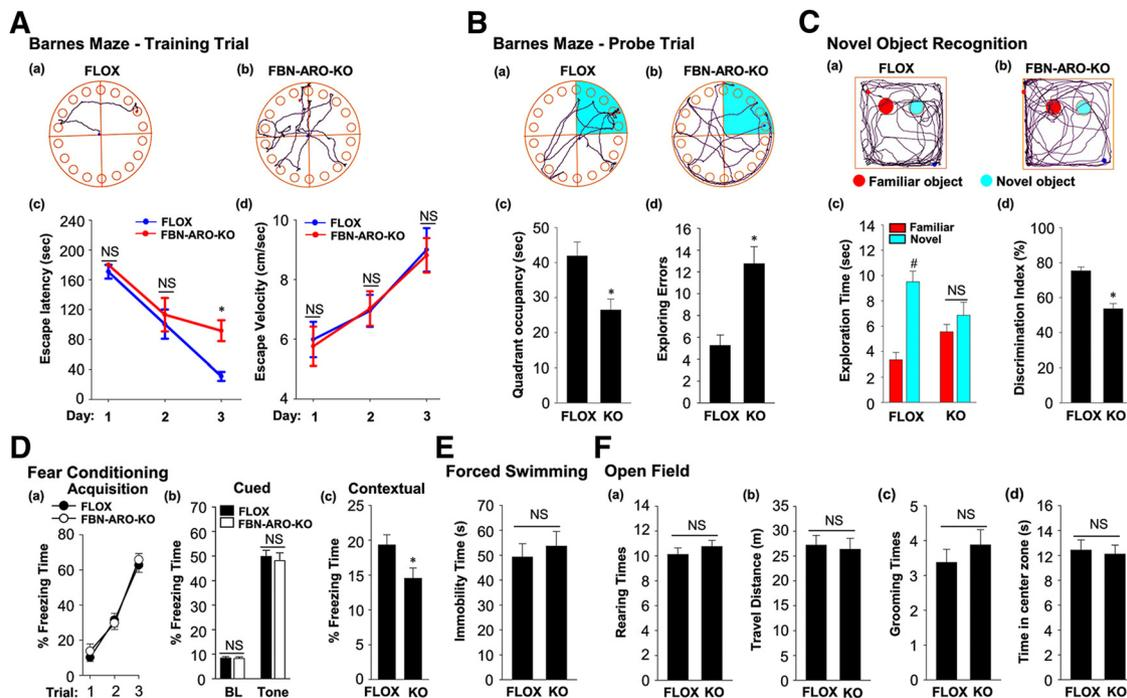 A
Barnes Maze - Training Trial
(a)
FLOX
(b)
FBN-ARO-KO
(c)
Escape latency (sec)
240
200
160
120
80
40
0
FLOX
FBN-ARO-KO
NS
NS
*
Day: 1 2 3
(d)
Escape Velocity (cm/sec)
10
8
6
4
FLOX
FBN-ARO-KO
NS
NS
NS
1 2 3
B
Barnes Maze - Probe Trial
(a)
FLOX
(b)
FBN-ARO-KO
(c)
Quadrant occupancy (sec)
50
40
30
20
10
0
*
FLOX KO
(d)
Exploring Errors
16
14
12
10
8
6
4
2
0
*
FLOX KO
C
Novel Object Recognition
(a)
FLOX
(b)
FBN-ARO-KO
Familiar object
Novel object
(c)
Exploration Time (sec)
14
12
10
8
6
4
2
0
Familiar
Novel
#
NS
FLOX KO
(d)
Discrimination Index (%)
100
80
60
40
20
0
*
FLOX KO
D
Fear Conditioning
(a)
Acquisition
FLOX
FBN-ARO-KO
% Freezing Time
80
60
40
20
0
Trial: 1 2 3
(b)
Cued
% Freezing Time
70
60
50
40
30
20
10
0
FLOX
FBN-ARO-KO
NS
NS
BL Tone
(c)
Contextual
% Freezing Time
25
20
15
10
5
0
*
FLOX KO
E
Forced Swimming
Immobility Time (s)
70
60
50
40
30
20
10
0
NS
FLOX KO
F
Open Field
(a)
Rearing Times
14
12
10
8
6
4
2
0
NS
FLOX KO
(b)
Travel Distance (m)
35
30
25
20
15
10
5
0
NS
FLOX KO
(c)
Grooming Times
5
4
3
2
1
0
NS
FLOX KO
(d)
Time in center zone (s)
16
14
12
10
8
6
4
2
0
NS
FLOX KO